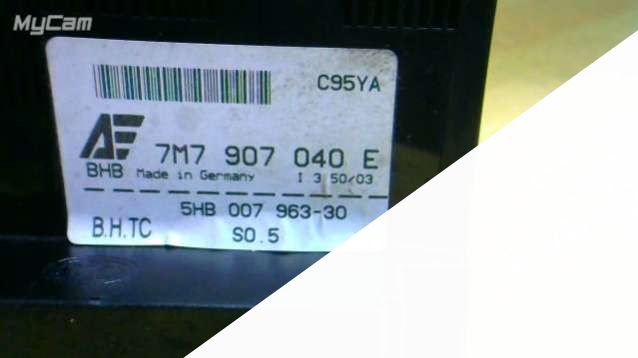 MyCam
C95YA
AE
7M7 907 040 E
BHB Made in Germany I 3 50/03
5HB 007 963-30
B.H.TC S0.5